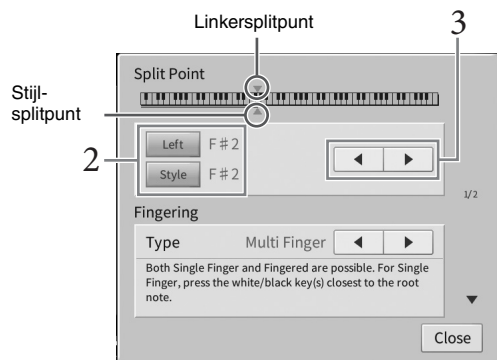 Linkersplitpunt
3
Split Point
Stijl-
splitpunt
2
Left F#2
Style F#2
1/2
Fingering
Type Multi Finger
Both Single Finger and Fingered are possible. For Single
Finger, press the white/black key(s) closest to the root
note.
Close